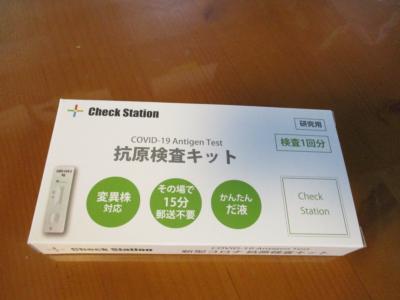 Check Station
研究用
COVID-19 Antigen Test
抗原検査キット
検査1回分
変異株
対応
その場で
15分
郵送不要
かんたん
だ液
Check
Station
Check Station
COVID-19 Antigen Test
新型コロナ 抗原検査キット